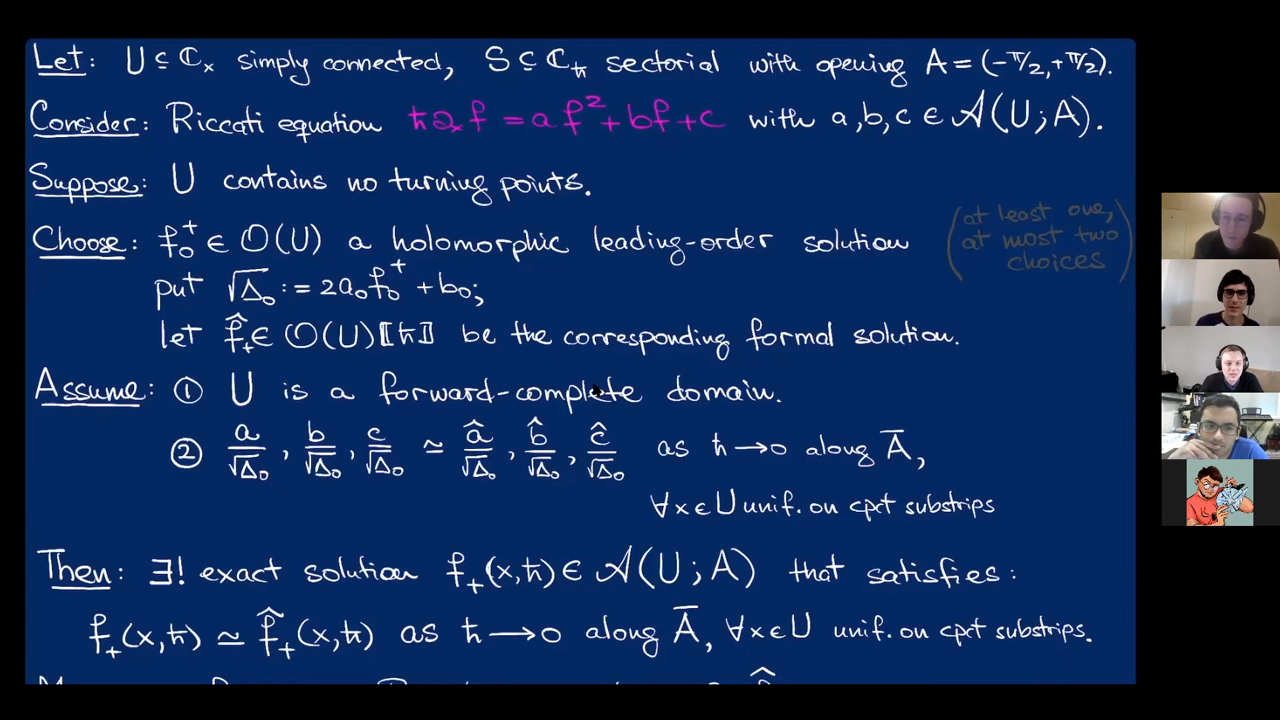 Let: U ⊆ ℂₓ simply connected, S ⊆ ℂ_ℏ sectorial with opening A = (-π/2, +π/2).
Consider: Riccati equation ℏ∂ₓf = af² + bf + c with a, b, c ∈ 𝒜(U; A).
Suppose: U contains no turning points.
Choose: f₀⁺ ∈ 𝒪(U) a holomorphic leading-order solution
(at least one,
at most two
choices)
put √Δ₀ := 2a₀f₀⁺ + b₀;
let f̂₊ ∈ 𝒪(U)⟦ℏ⟧ be the corresponding formal solution.
Assume: ① U is a forward-complete domain.
② a/√Δ₀, b/√Δ₀, c/√Δ₀ ≃ â/√Δ₀, b̂/√Δ₀, ĉ/√Δ₀ as ℏ → 0 along Ā,
∀x ∈ U unif. on cpct substrips
Then: ∃! exact solution f₊(x,ℏ) ∈ 𝒜(U; A) that satisfies:
f₊(x,ℏ) ≃ f̂₊(x,ℏ) as ℏ → 0 along Ā, ∀x ∈ U unif. on cpct substrips.